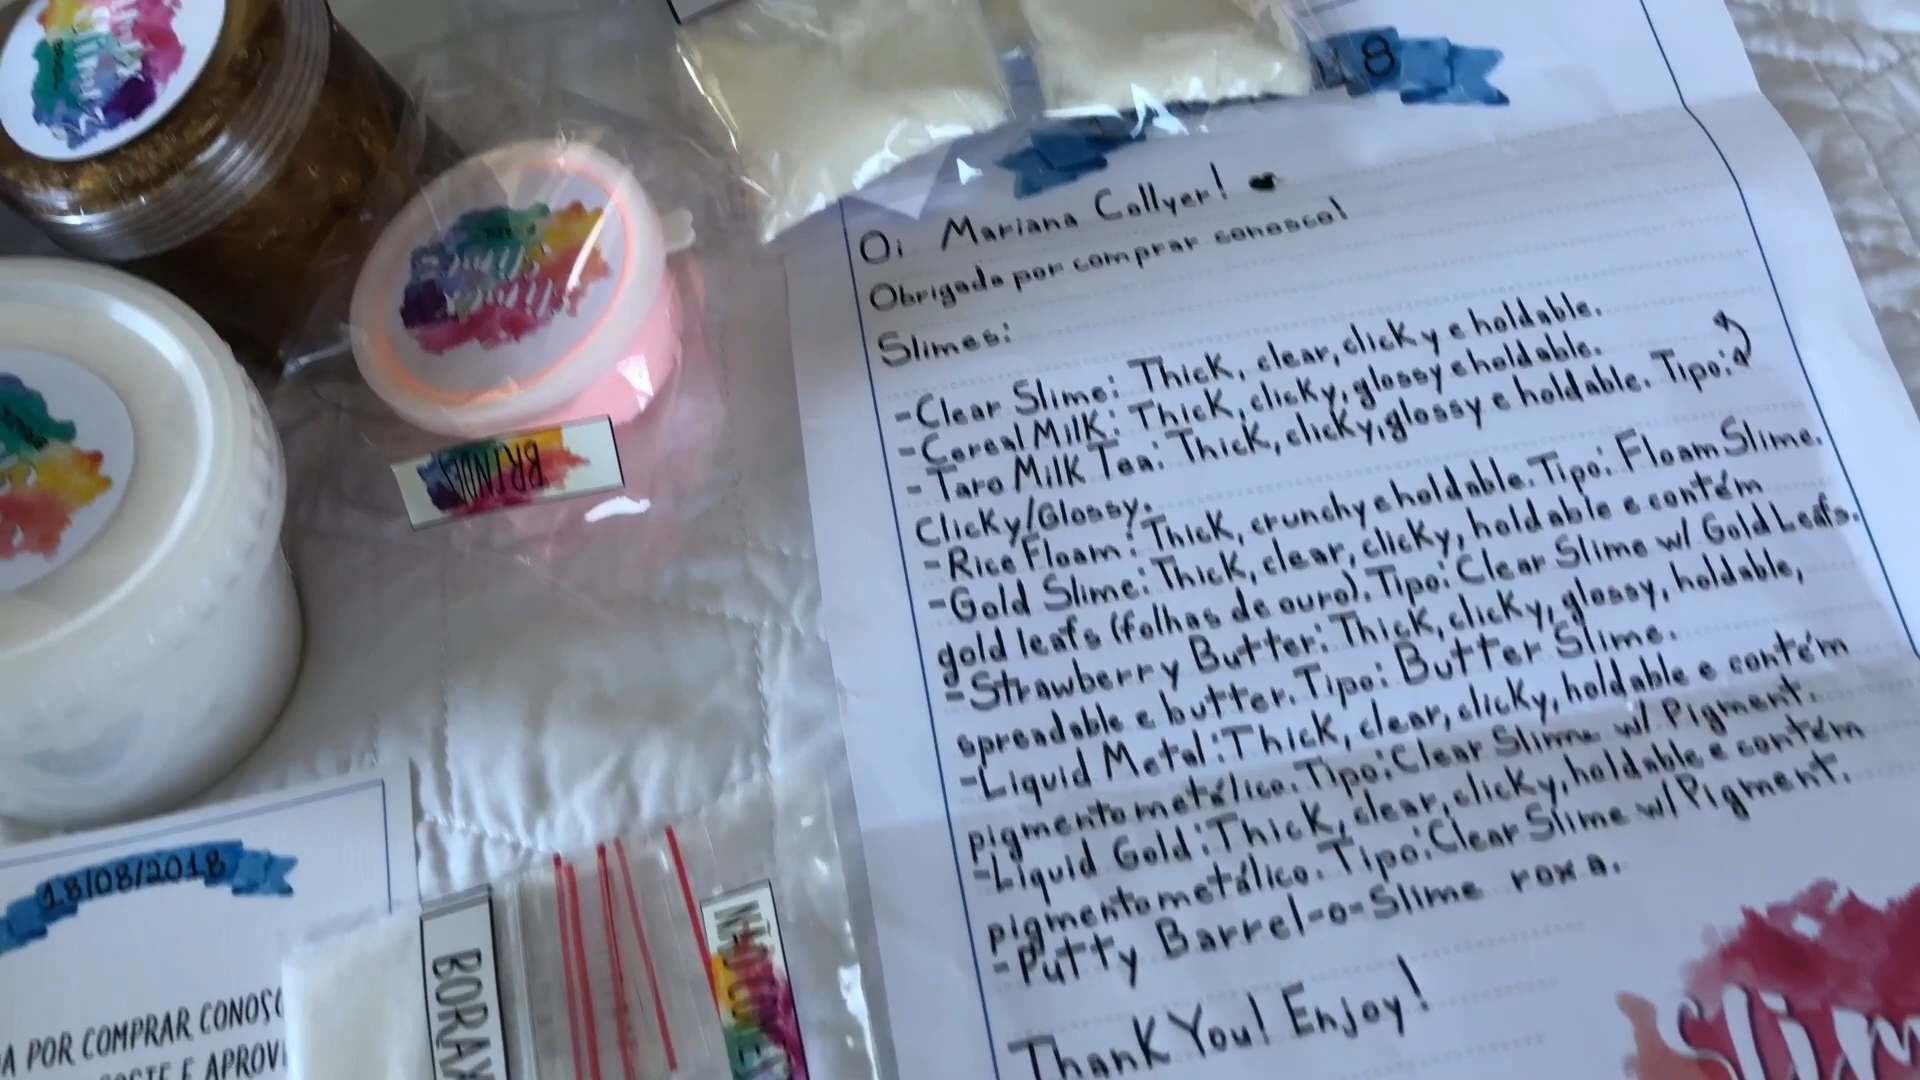 18
Oi Mariana Collyer!
Obrigada por comprar conosco!
Slimes:
-Clear Slime: Thick, clear, clicky e holdable.
-Cereal Milk: Thick, clicky, glossy e holdable.
-Taro Milk Tea: Thick, clicky, glossy e holdable. Tipo:
Clicky/Glossy.
-Rice Floam: Thick, crunchy e holdable. Tipo: Floam Slime.
-Gold Slime: Thick, clear, clicky, holdable e contém
gold leafs (folhas de ouro). Tipo: Clear Slime w/ Gold Leafs.
-Strawberry Butter: Thick, clicky, glossy, holdable,
spreadable e butter. Tipo: Butter Slime.
-Liquid Metal: Thick, clear, clicky, holdable e contém
pigmento metálico. Tipo: Clear Slime w/ Pigment.
-Liquid Gold: Thick, clear, clicky, holdable e contém
pigmento metálico. Tipo: Clear Slime w/ Pigment.
-Putty Barrel-o-Slime roxa.
Thank You! Enjoy!
BRINDES
18/08/2018
A POR COMPRAR CONOSC
E APROV
BORAX